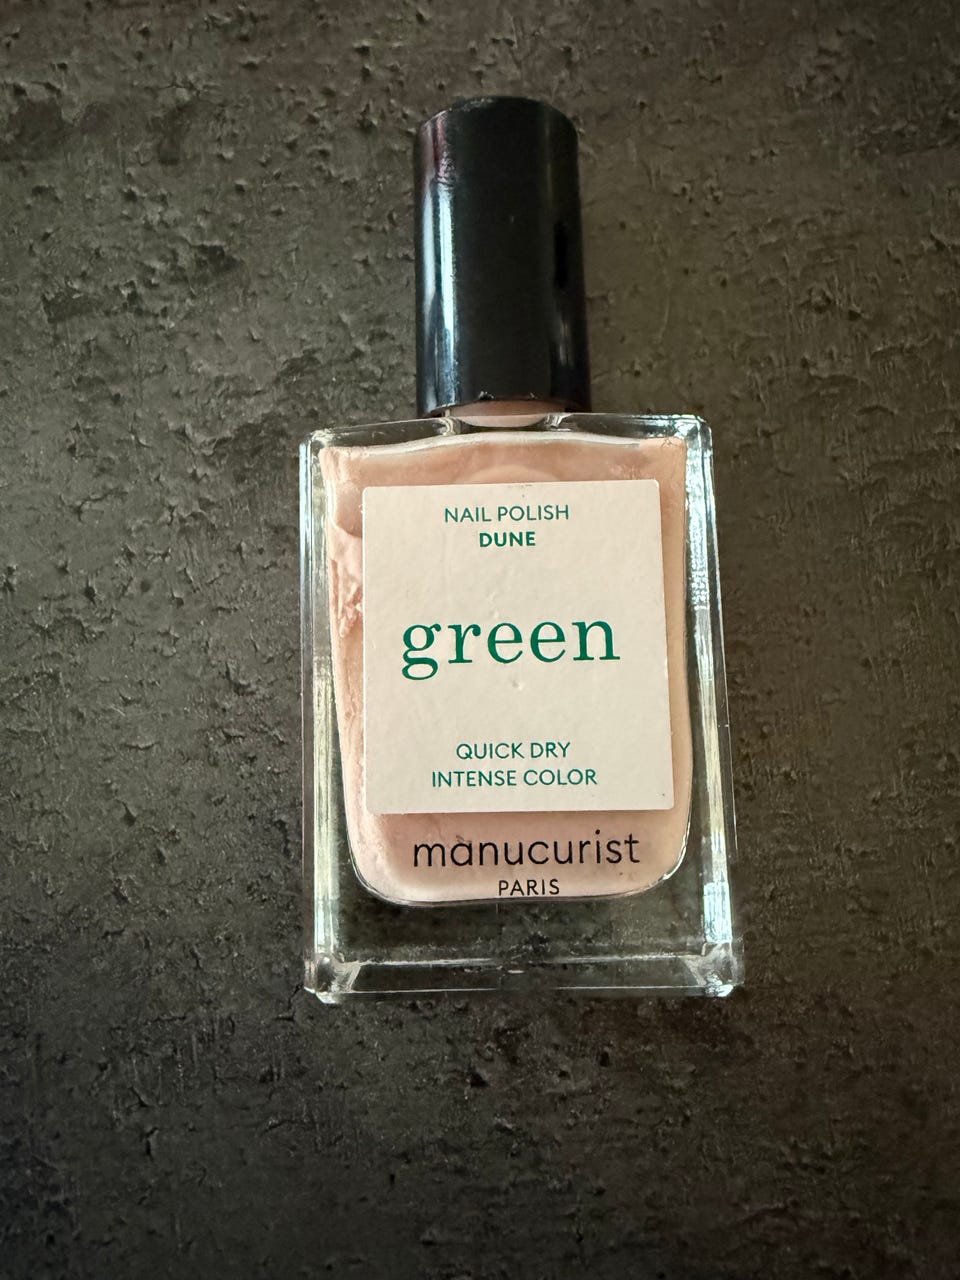 NAIL POLISH
DUNE
green
QUICK DRY
INTENSE COLOR
manucurist
PARIS